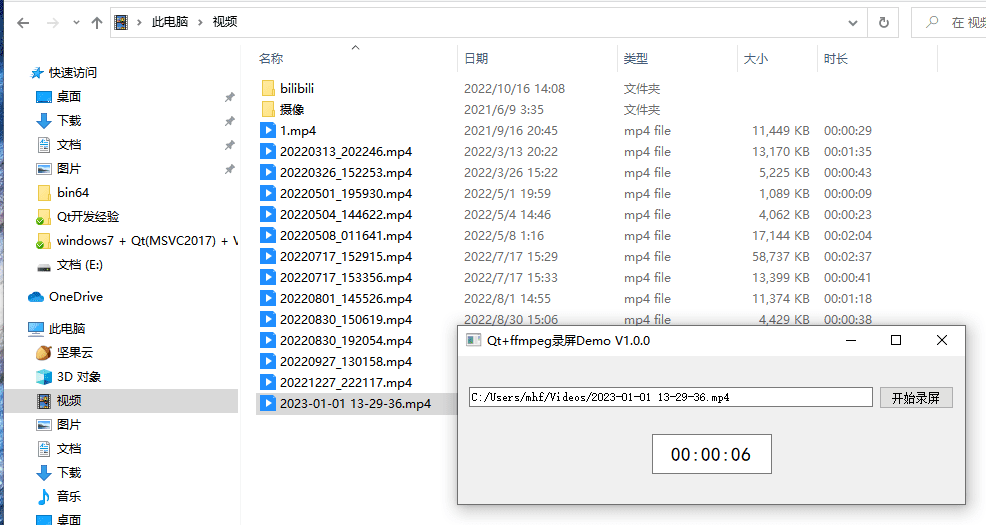 此电脑 > 视频
在 视频
名称 日期 类型 大小 时长
快速访问
桌面
下载
文档
图片
bin64
Qt开发经验
windows7 + Qt(MSVC2017) + V
文档 (E:)
OneDrive
此电脑
坚果云
3D 对象
视频
图片
文档
下载
音乐
桌面
bilibili 2022/10/16 14:08 文件夹
摄像 2021/6/9 3:35 文件夹
1.mp4 2021/9/16 20:45 mp4 file 11,449 KB 00:00:29
20220313_202246.mp4 2022/3/13 20:22 mp4 file 13,170 KB 00:01:35
20220326_152253.mp4 2022/3/26 15:22 mp4 file 5,225 KB 00:00:43
20220501_195930.mp4 2022/5/1 19:59 mp4 file 1,089 KB 00:00:09
20220504_144622.mp4 2022/5/4 14:46 mp4 file 4,062 KB 00:00:23
20220508_011641.mp4 2022/5/8 1:16 mp4 file 17,144 KB 00:02:04
20220717_152915.mp4 2022/7/17 15:29 mp4 file 58,737 KB 00:02:37
20220717_153356.mp4 2022/7/17 15:33 mp4 file 13,399 KB 00:00:41
20220801_145526.mp4 2022/8/1 14:55 mp4 file 11,374 KB 00:01:18
20220830_150619.mp4 2022/8/30 15:06 mp4 file 4,429 KB 00:00:38
20220830_192054.mp4
20220927_130158.mp4
20221227_222117.mp4
2023-01-01 13-29-36.mp4
Qt+ffmpeg录屏Demo V1.0.0
C:/Users/mhf/Videos/2023-01-01 13-29-36.mp4 开始录屏
00:00:06